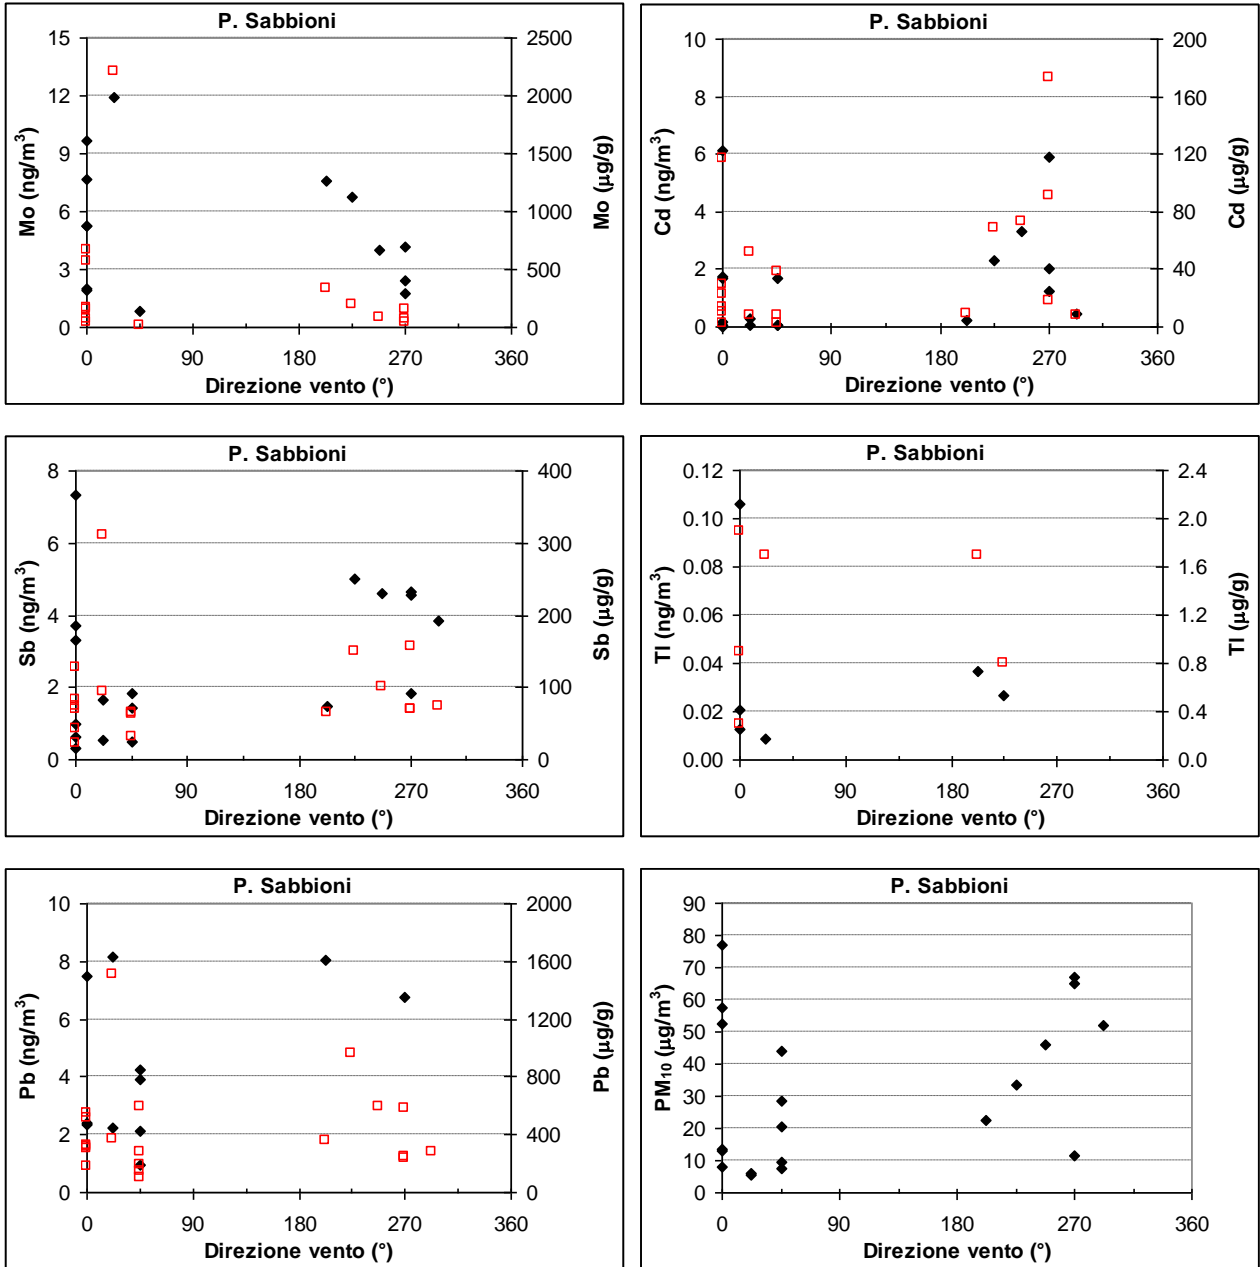 P. Sabbioni
15
12
9
6
3
0
2500
2000
1500
1000
500
0
0 90 180 270 360
Mo (ng/m³)
Mo (μg/g)
Direzione vento (°)
P. Sabbioni
10
8
6
4
2
0
200
160
120
80
40
0
0 90 180 270 360
Cd (ng/m³)
Cd (μg/g)
Direzione vento (°)
P. Sabbioni
8
6
4
2
0
400
300
200
100
0
0 90 180 270 360
Sb (ng/m³)
Sb (μg/g)
Direzione vento (°)
P. Sabbioni
0.12
0.10
0.08
0.06
0.04
0.02
0.00
2.4
2.0
1.6
1.2
0.8
0.4
0.0
0 90 180 270 360
Tl (ng/m³)
Tl (μg/g)
Direzione vento (°)
P. Sabbioni
10
8
6
4
2
0
2000
1600
1200
800
400
0
0 90 180 270 360
Pb (ng/m³)
Pb (μg/g)
Direzione vento (°)
P. Sabbioni
90
80
70
60
50
40
30
20
10
0
0 90 180 270 360
PM₁₀ (μg/m³)
Direzione vento (°)